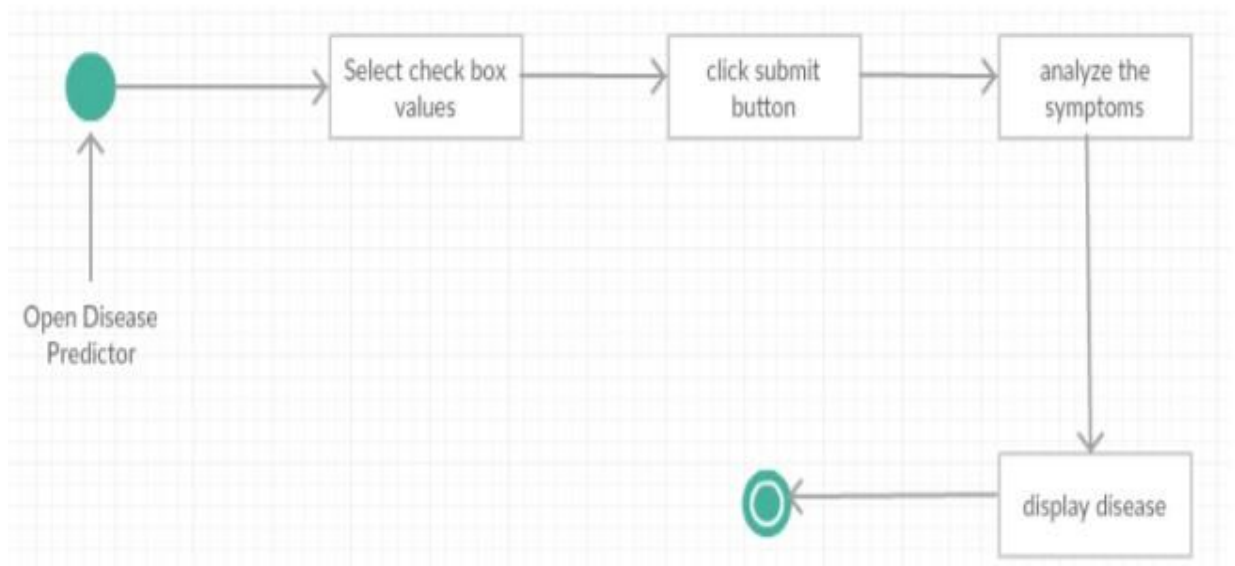 Select check box
values
click submit
button
analyze the
symptoms
Open Disease
Predictor
display disease